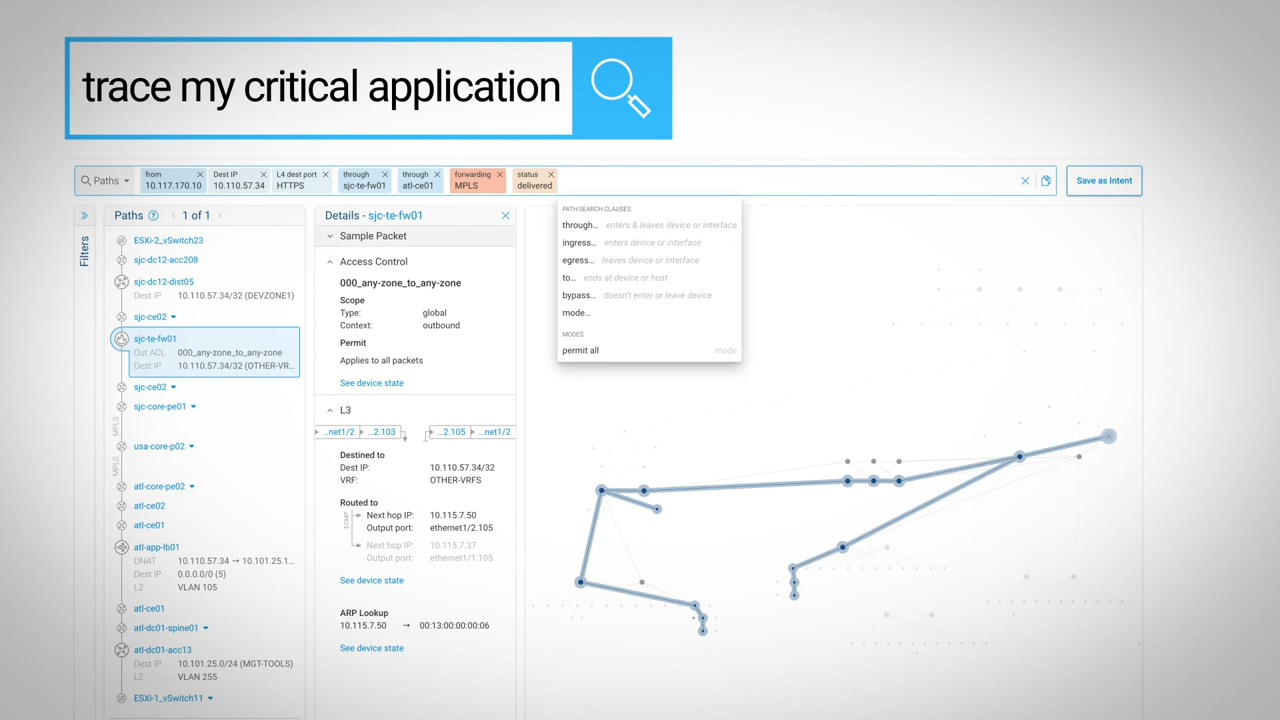 trace my critical application
Paths
from
10.117.170.10
Dest IP
10.110.57.34
L4 dest port
HTTPS
through
sjc-te-fw01
through
atl-ce01
forwarding
MPLS
status
delivered
Save as Intent
Filters
Paths ? 1 of 1
ESXi-2_vSwitch23
sjc-dc12-acc208
sjc-dc12-dist05
Dest IP 10.110.57.34/32 (DEVZONE1)
sjc-ce02
sjc-te-fw01
Out ACL 000_any-zone_to_any-zone
Dest IP 10.110.57.34/32 (OTHER-VR...
sjc-ce02
sjc-core-pe01
MPLS
usa-core-p02
MPLS
atl-core-pe02
atl-ce02
atl-ce01
atl-app-lb01
DNAT 10.110.57.34 → 10.101.25.1...
Dest IP 0.0.0.0/0 (5)
L2 VLAN 105
atl-ce01
atl-dc01-spine01
atl-dc01-acc13
Dest IP 10.101.25.0/24 (MGT-TOOLS)
L2 VLAN 255
ESXi-1_vSwitch11
Details - sjc-te-fw01
Sample Packet
Access Control
000_any-zone_to_any-zone
Scope
Type: global
Context: outbound
Permit
Applies to all packets
See device state
L3
...net1/2 ...2.103 ...2.105 ...net1/2
Destined to
Dest IP: 10.110.57.34/32
VRF: OTHER-VRFS
Routed to
ECMP
Next hop IP: 10.115.7.50
Output port: ethernet1/2.105
Next hop IP: 10.115.7.37
Output port: ethernet1/1.105
See device state
ARP Lookup
10.115.7.50 → 00:13:00:00:00:06
See device state
PATH SEARCH CLAUSES
through... enters & leaves device or interface
ingress... enters device or interface
egress... leaves device or interface
to... ends at device or host
bypass... doesn't enter or leave device
mode...
MODES
permit all mode